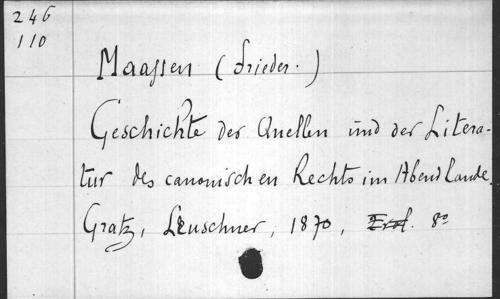 246
110
Maassen (Frieder.)
Geschichte der Quellen und der Litera-
tur des canonischen Rechts im Abendlande.
Gratz, Leuschner, 1870, 8º